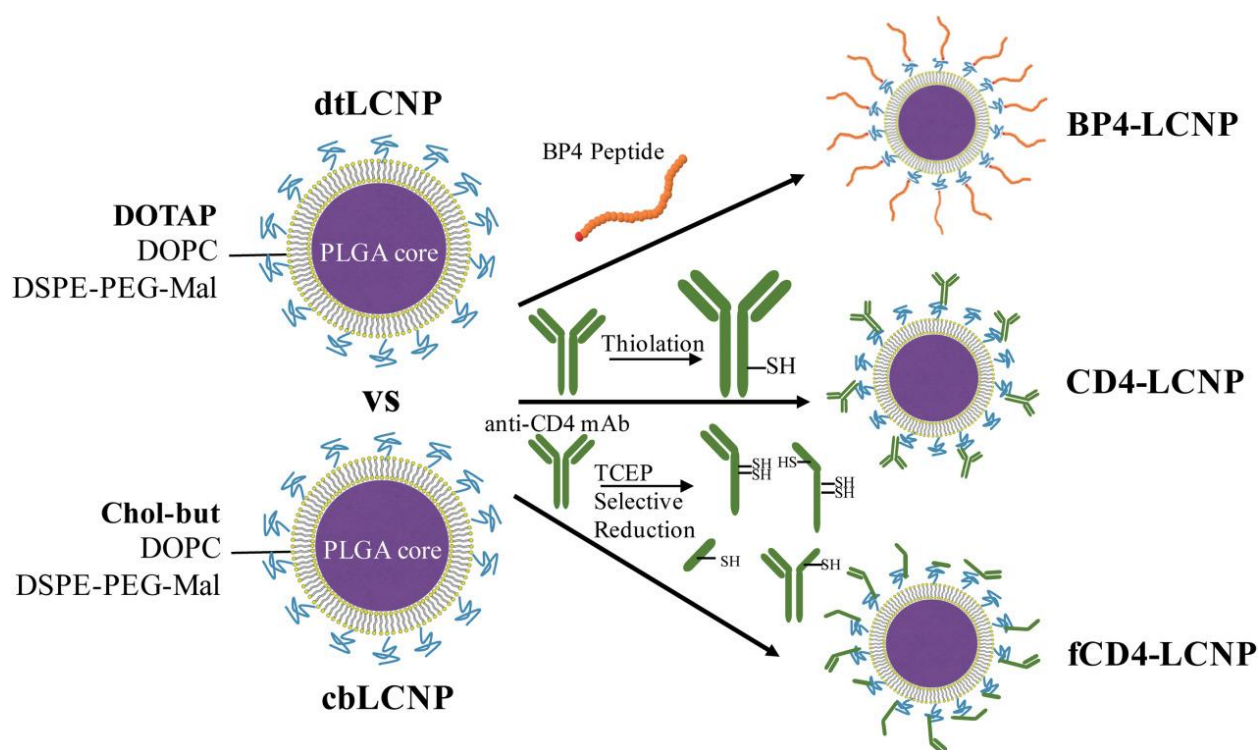 dtLCNP
DOTAP
DOPC
DSPE-PEG-Mal
PLGA core
vs
Chol-but
DOPC
DSPE-PEG-Mal
PLGA core
cbLCNP
BP4 Peptide
BP4-LCNP
Thiolation
SH
anti-CD4 mAb
CD4-LCNP
TCEP
Selective
Reduction
SH
SH
HS
SH
SH
SH
SH
fCD4-LCNP